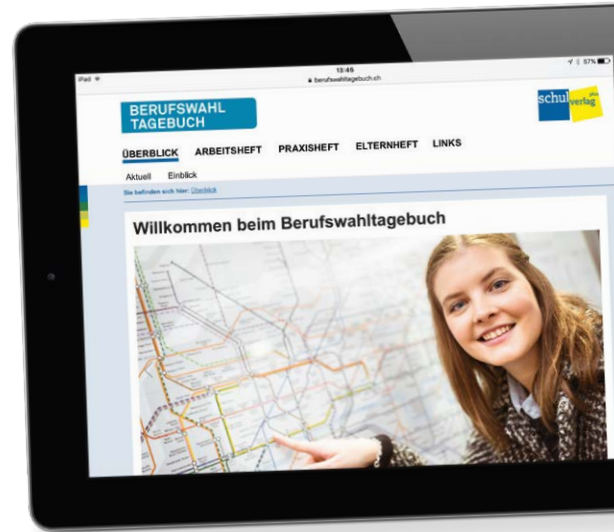 iPad
13:46
berufswahltagebuch.ch
57%
BERUFSWAHL
TAGEBUCH
schulverlag plus
ÜBERBLICK ARBEITSHEFT PRAXISHEFT ELTERNHEFT LINKS
Aktuell Einblick
Sie befinden sich hier: Überblick
Willkommen beim Berufswahltagebuch